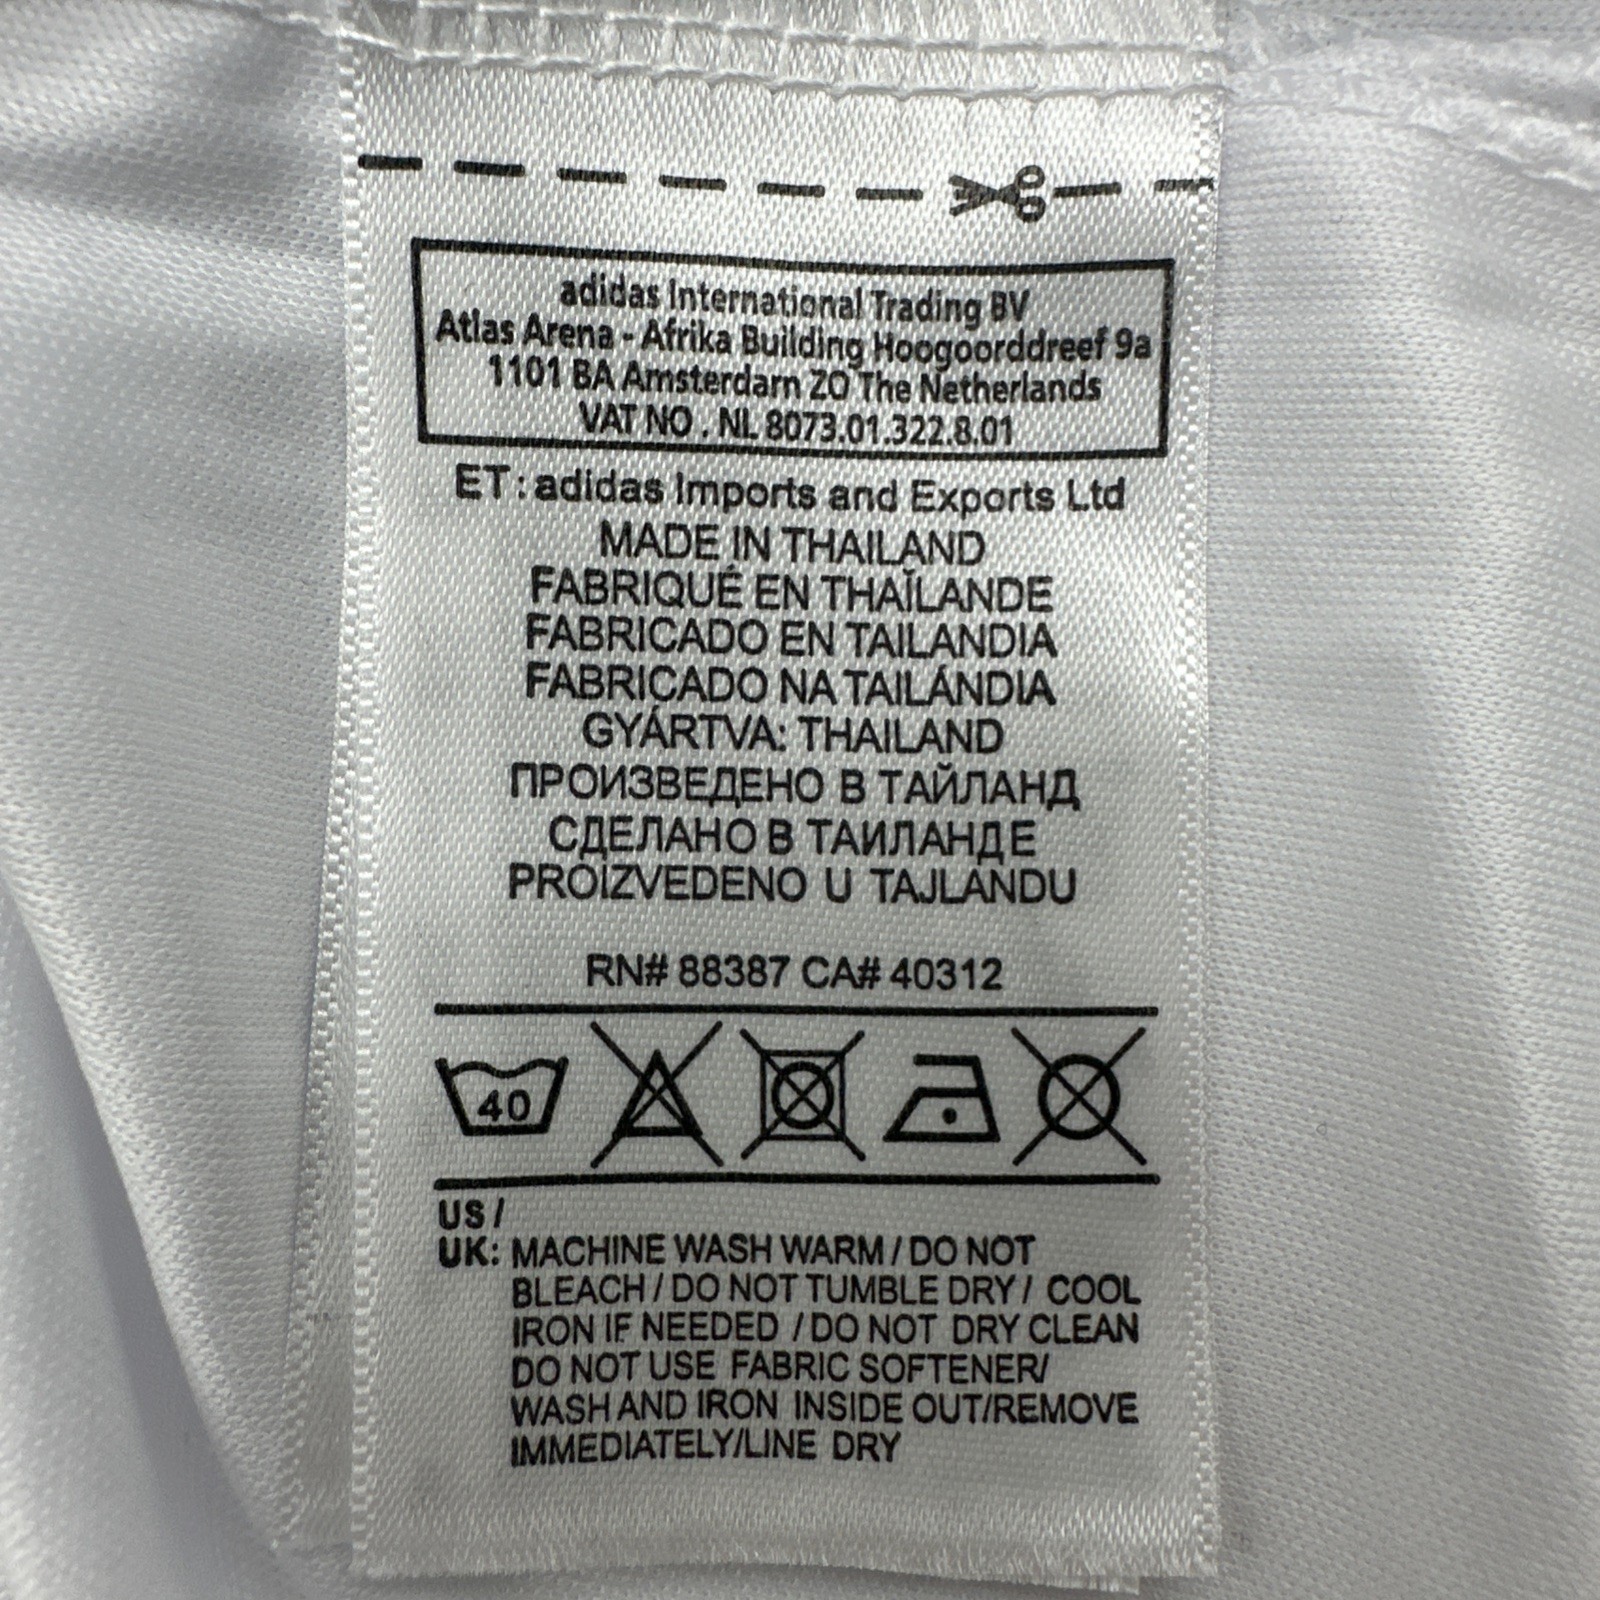 adidas International Trading BV
Atlas Arena - Afrika Building Hoogoorddreef 9a
1101 BA Amsterdam ZO The Netherlands
VAT NO . NL 8073.01.322.8.01
ET: adidas Imports and Exports Ltd
MADE IN THAILAND
FABRIQUÉ EN THAÏLANDE
FABRICADO EN TAILANDIA
FABRICADO NA TAILÁNDIA
GYÁRTVA: THAILAND
ПРОИЗВЕДЕНО В ТАЙЛАНД
СДЕЛАНО В ТАИЛАНДЕ
PROIZVEDENO U TAJLANDU
RN# 88387 CA# 40312
40
US /
UK: MACHINE WASH WARM / DO NOT
BLEACH / DO NOT TUMBLE DRY / COOL
IRON IF NEEDED / DO NOT DRY CLEAN
DO NOT USE FABRIC SOFTENER/
WASH AND IRON INSIDE OUT/REMOVE
IMMEDIATELY/LINE DRY